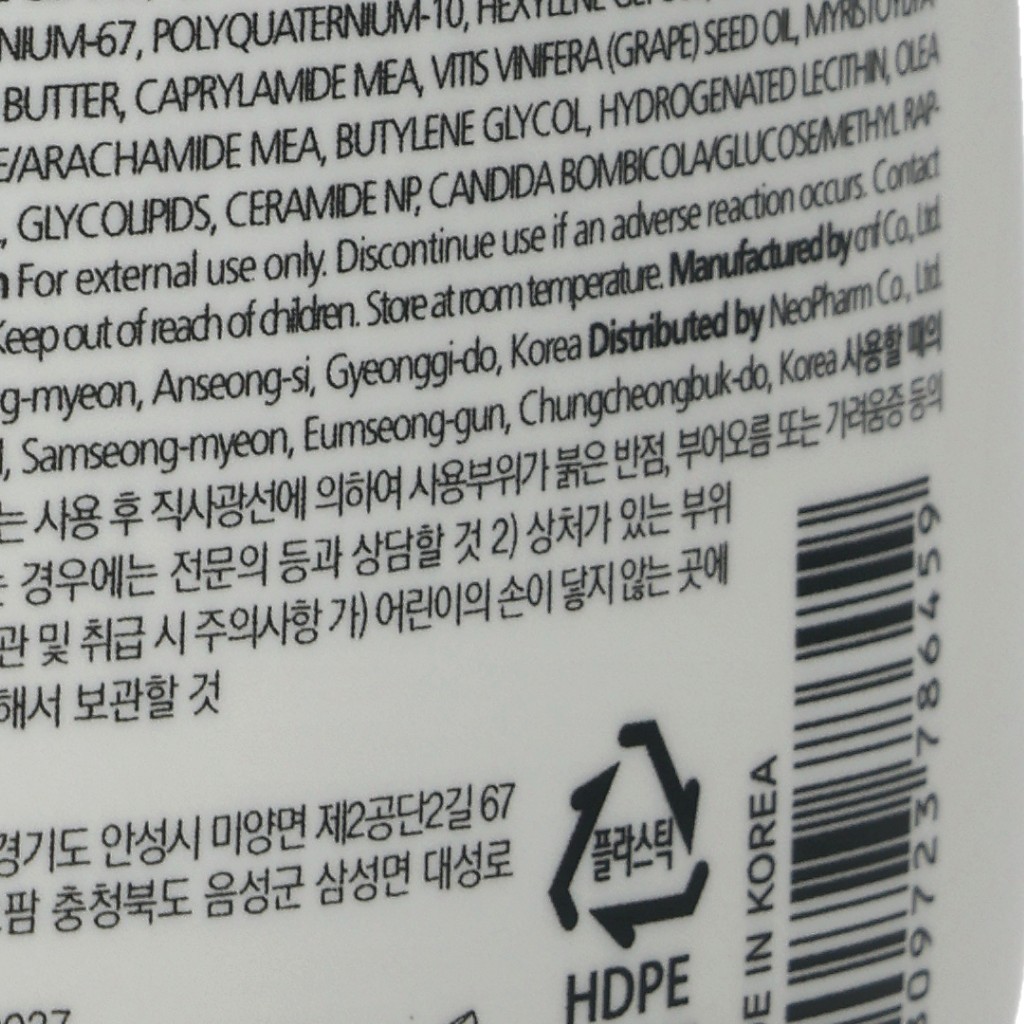 NIUM-67, POLYQUATERNIUM-10, HEXYLENE
BUTTER, CAPRYLAMIDE MEA, VITIS VINIFERA (GRAPE) SEED OIL,
E/ARACHAMIDE MEA, BUTYLENE GLYCOL, HYDROGENATED LECITHIN, OLEA
, GLYCOLIPIDS, CERAMIDE NP, CANDIDA BOMBICOLA/GLUCOSE/METHYL RAP-
n For external use only. Discontinue use if an adverse reaction occurs. Contact
Keep out of reach of children. Store at room temperature. Manufactured by cnf Co., Ltd.
g-myeon, Anseong-si, Gyeonggi-do, Korea Distributed by NeoPharm Co., Ltd.
, Samseong-myeon, Eumseong-gun, Chungcheongbuk-do, Korea 사용할 때의
는 사용 후 직사광선에 의하여 사용부위가 붉은 반점, 부어오름 또는 가려움증 등의
는 경우에는 전문의 등과 상담할 것 2) 상처가 있는 부위
관 및 취급 시 주의사항 가) 어린이의 손이 닿지 않는 곳에
해서 보관할 것
경기도 안성시 미양면 제2공단2길 67
팜 충청북도 음성군 삼성면 대성로
플라스틱
HDPE
DE IN KOREA
809723786459